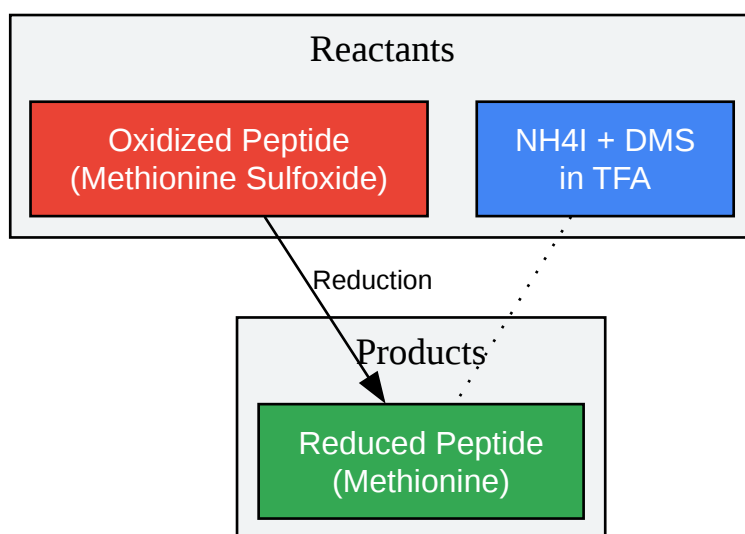 Reactants
Oxidized Peptide
(Methionine Sulfoxide)
NH4I + DMS
in TFA
Reduction
Products
Reduced Peptide
(Methionine)